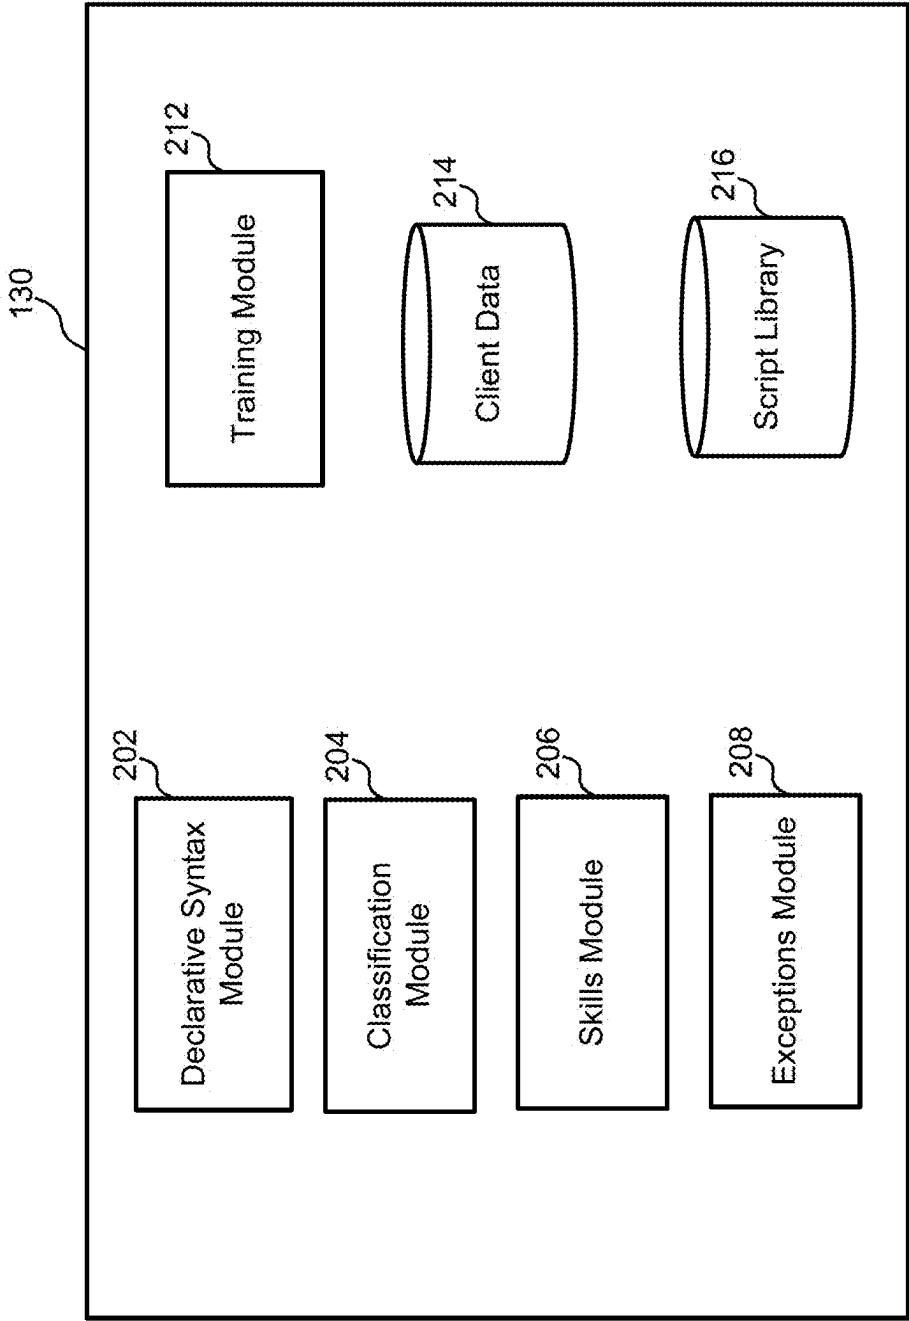 130
202
Declarative Syntax
Module
204
Classification
Module
206
Skills Module
208
Exceptions Module
212
Training Module
214
Client Data
216
Script Library